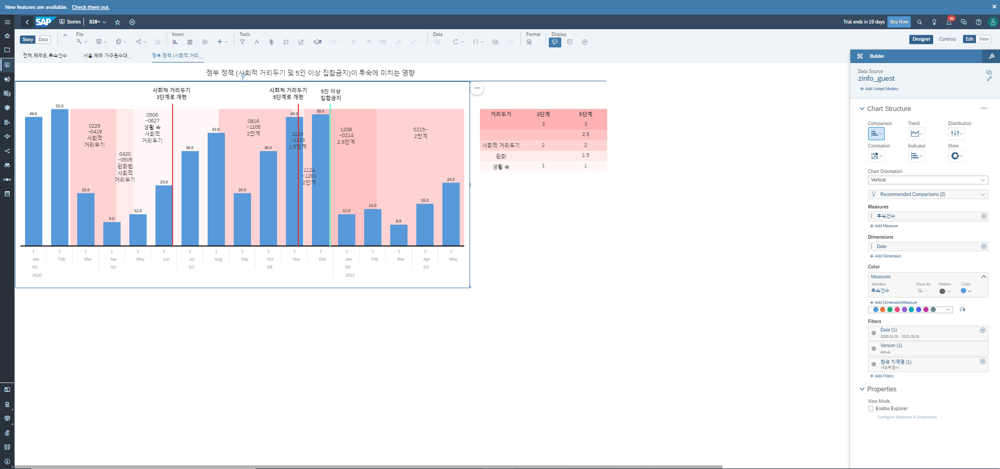 New features are available. Check them out.
SAP Stories S19
Trial ends in 19 days Buy Now 50
Story Data
File Insert Tools Data Format Display
Designer Controls Edit View
전체,제주도,투숙건수 서울,제주 가구원수대... 정부 정책 (사회적 거리...
정부 정책 (사회적 거리두기 및 5인 이상 집합금지)이 투숙에 미치는 영향
사회적 거리두기
3단계로 개편
사회적 거리두기
5단계로 개편
5인 이상
집합금지
49.0 52.0 20.0 9.0 12.0 23.0 36.0 43.0 20.0 36.0 49.0 50.0 12.0 14.0 8.0 16.0 24.0
0229
~0419
사회적
거리두기
0420
~0505
완화된
사회적
거리두기
0506
~0627
생활 속
사회적
거리두기
0816
~1106
2단계
1119
~1123
1.5단계
1124
~1201
2단계
1208
~0214
2.5단계
0215~
2단계
1 1 1 1 1 1 1 1 1 1 1 1 1 1 1 1 1
Jan Feb Mar Apr May Jun Jul Aug Sep Oct Nov Dec Jan Feb Mar Apr May
Q1 Q2 Q3 Q4 Q1 Q2
2020 2021
거리두기 3단계 5단계
3 3
2.5
사회적 거리두기 2 2
완화 1.5
생활 속 1 1
Builder
Data Source
zinfo_guest
+ Add Linked Models
Chart Structure
Comparison Trend Distribution
Correlation Indicator More
Chart Orientation
Vertical
Recommended Comparisons (2)
Measures
투숙건수
+ Add Measure
Dimensions
Date
+ Add Dimension
Color
Measures
Member Show As Pattern Color
투숙건수
+ Add Dimension/Measure
Filters
Date (1)
2020.01.01 - 2021.05.01
Version (1)
Actual
한국 지역명 (1)
서울특별시
+ Add Filters
Properties
View Mode
Enable Explorer
Configure Measures & Dimensions